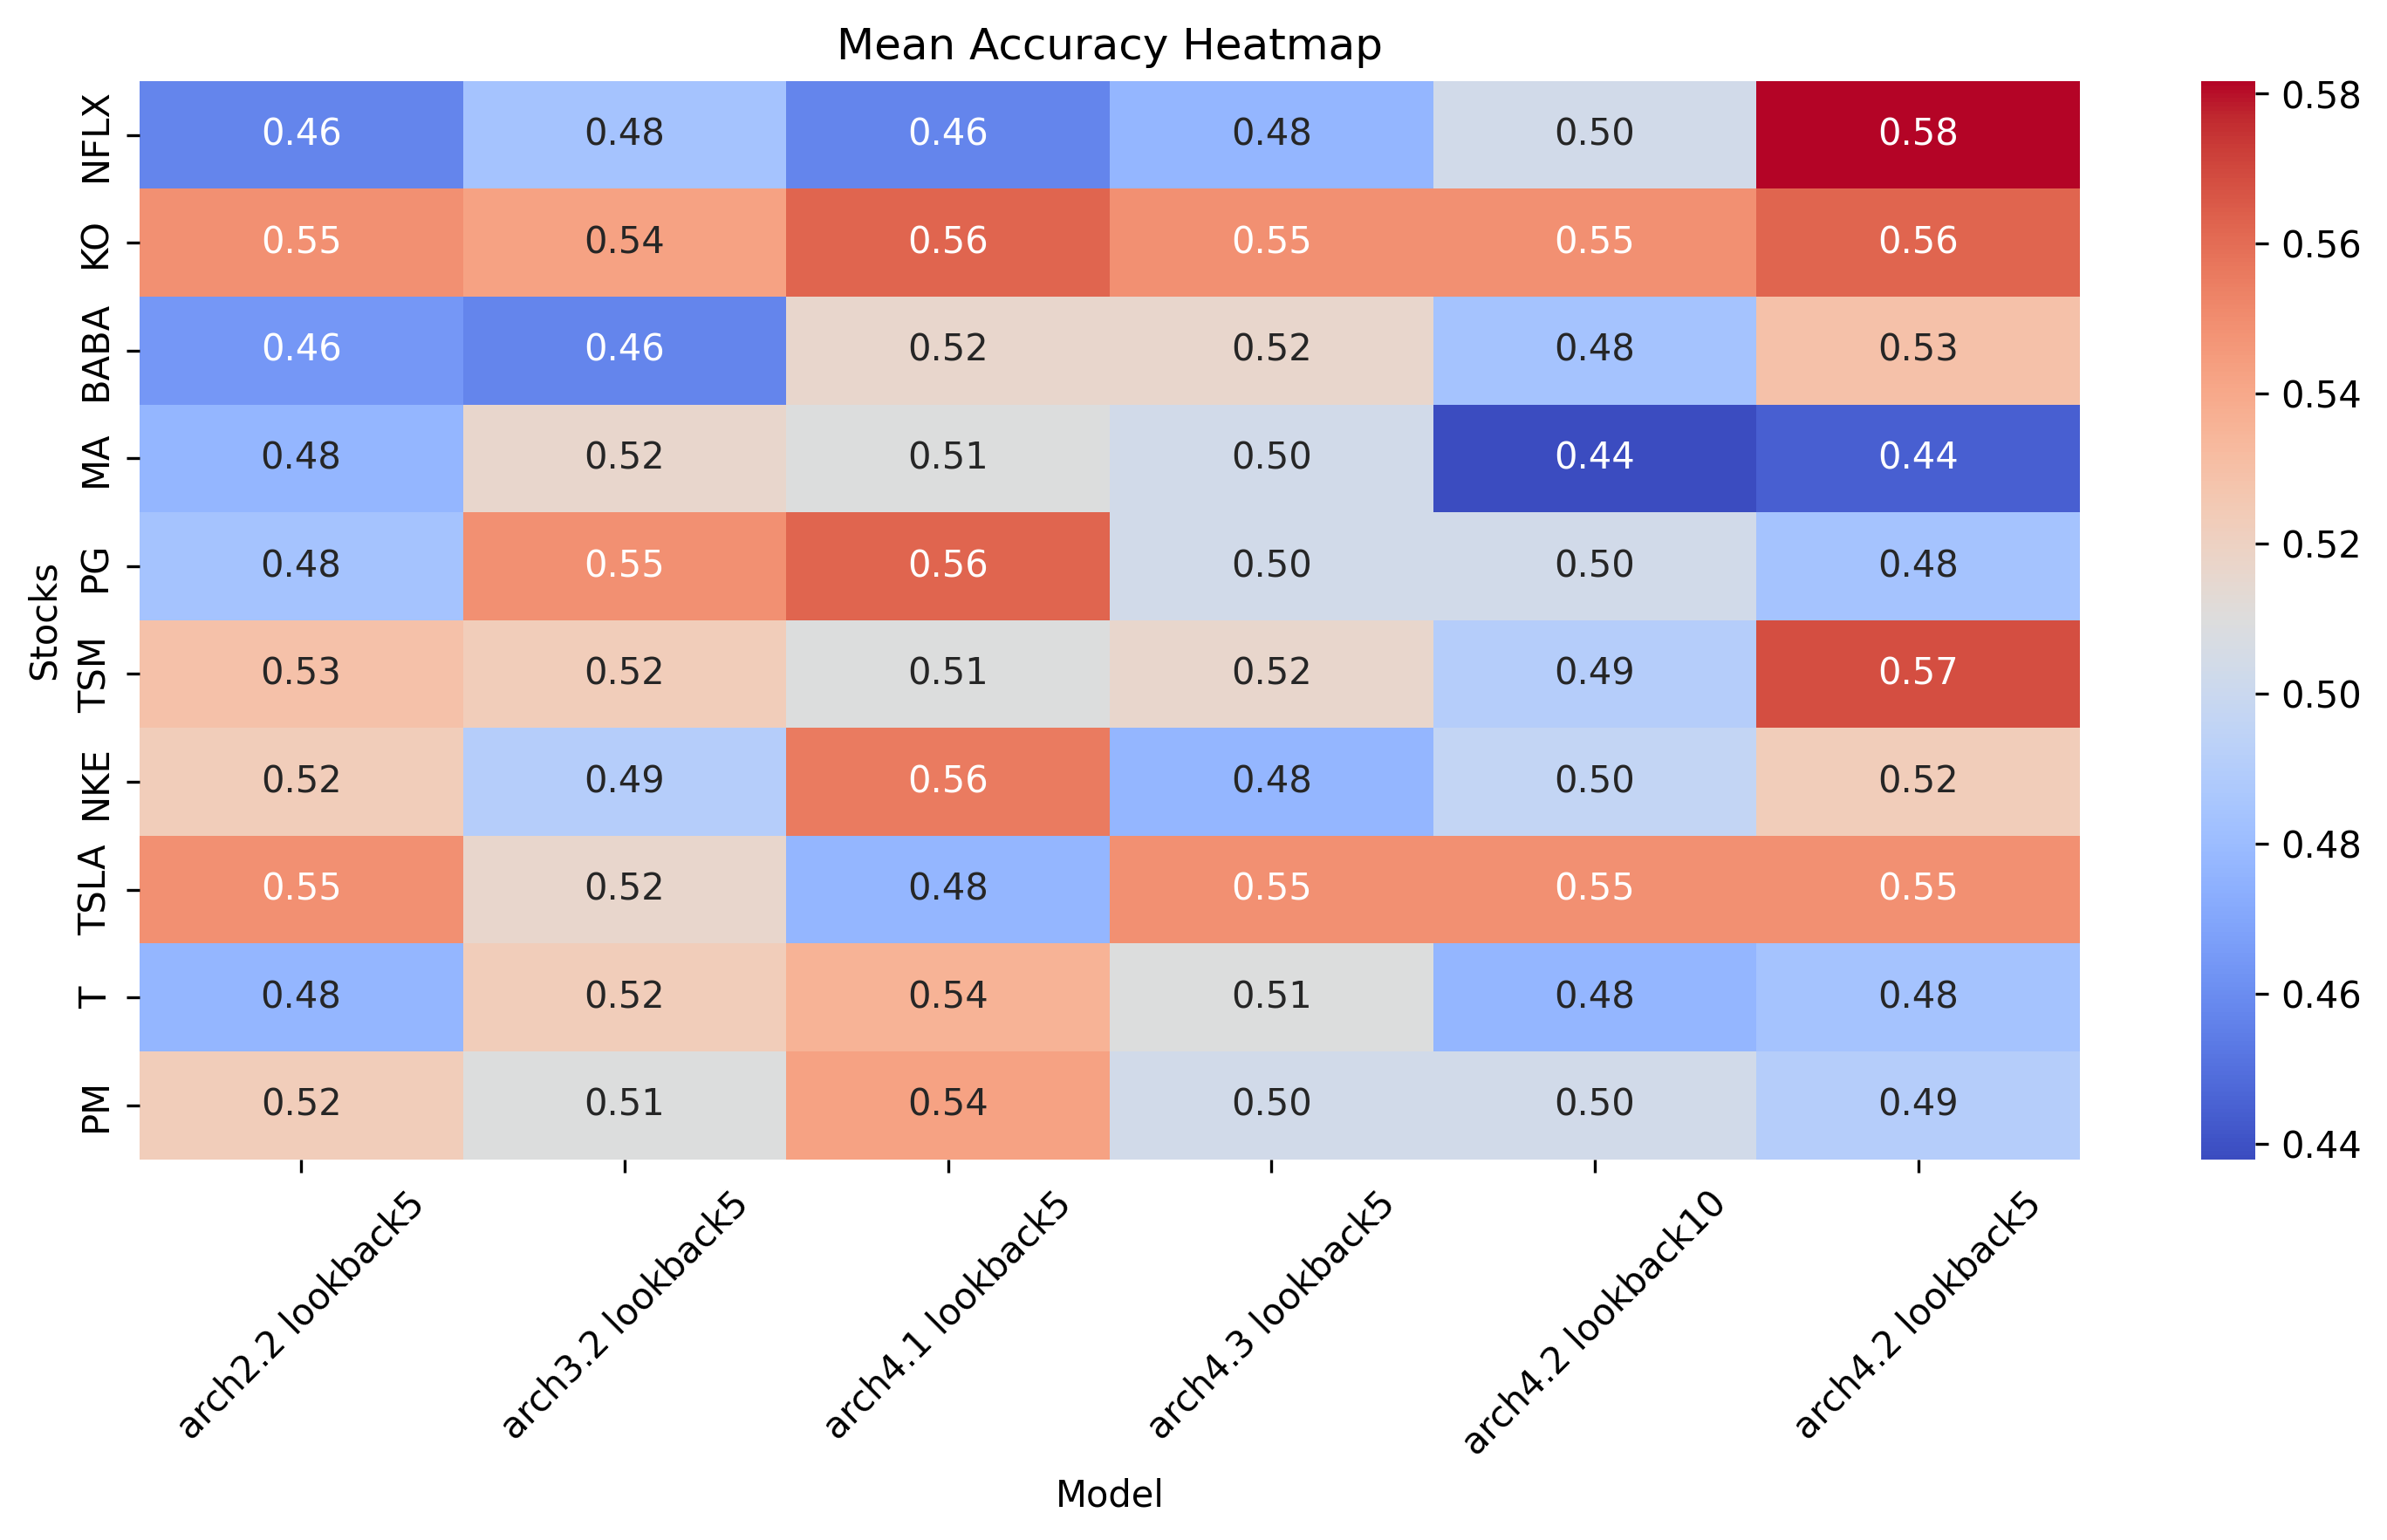 Mean Accuracy Heatmap
Stocks
NFLX 0.46 0.48 0.46 0.48 0.50 0.58
KO 0.55 0.54 0.56 0.55 0.55 0.56
BABA 0.46 0.46 0.52 0.52 0.48 0.53
MA 0.48 0.52 0.51 0.50 0.44 0.44
PG 0.48 0.55 0.56 0.50 0.50 0.48
TSM 0.53 0.52 0.51 0.52 0.49 0.57
NKE 0.52 0.49 0.56 0.48 0.50 0.52
TSLA 0.55 0.52 0.48 0.55 0.55 0.55
T 0.48 0.52 0.54 0.51 0.48 0.48
PM 0.52 0.51 0.54 0.50 0.50 0.49
arch2.2 lookback5
arch3.2 lookback5
arch4.1 lookback5
arch4.3 lookback5
arch4.2 lookback10
arch4.2 lookback5
Model
0.58
0.56
0.54
0.52
0.50
0.48
0.46
0.44